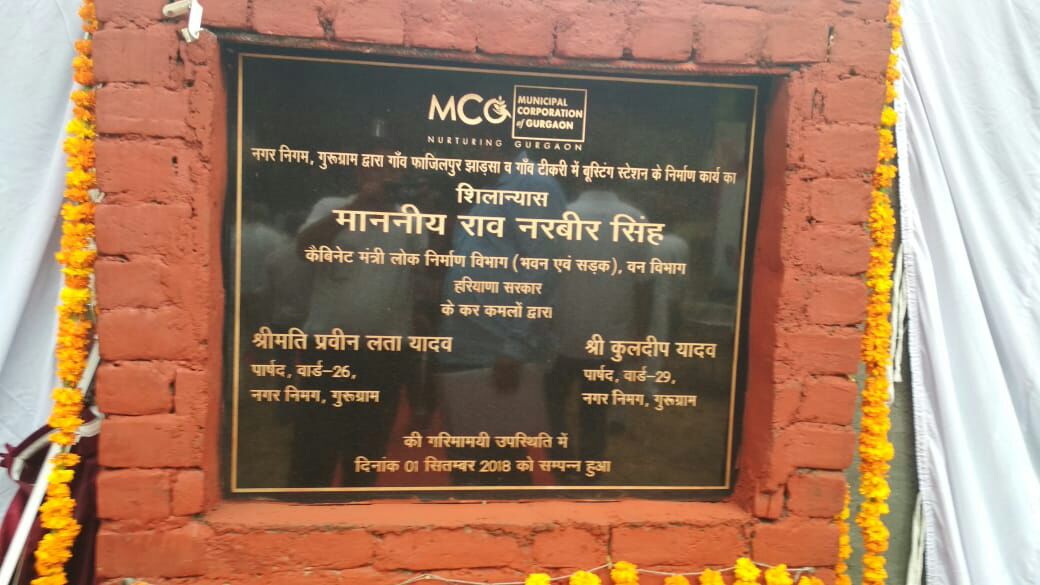 MCG
MUNICIPAL
CORPORATION
of GURGAON
NURTURING GURGAON
नगर निगम, गुरूग्राम द्वारा गाँव फाजिलपुर झाड़सा व गाँव टीकरी में बूस्टिंग स्टेशन के निर्माण कार्य का
शिलान्यास
माननीय राव नरबीर सिंह
कैबिनेट मंत्री लोक निर्माण विभाग (भवन एवं सड़क), वन विभाग
हरियाणा सरकार
के कर कमलों द्वारा
श्रीमति प्रवीन लता यादव
पार्षद, वार्ड-26,
नगर निमग, गुरूग्राम
श्री कुलदीप यादव
पार्षद, वार्ड-29,
नगर निमग, गुरूग्राम
की गरिमामयी उपस्थिति में
दिनांक 01 सितम्बर 2018 को सम्पन्न हुआ